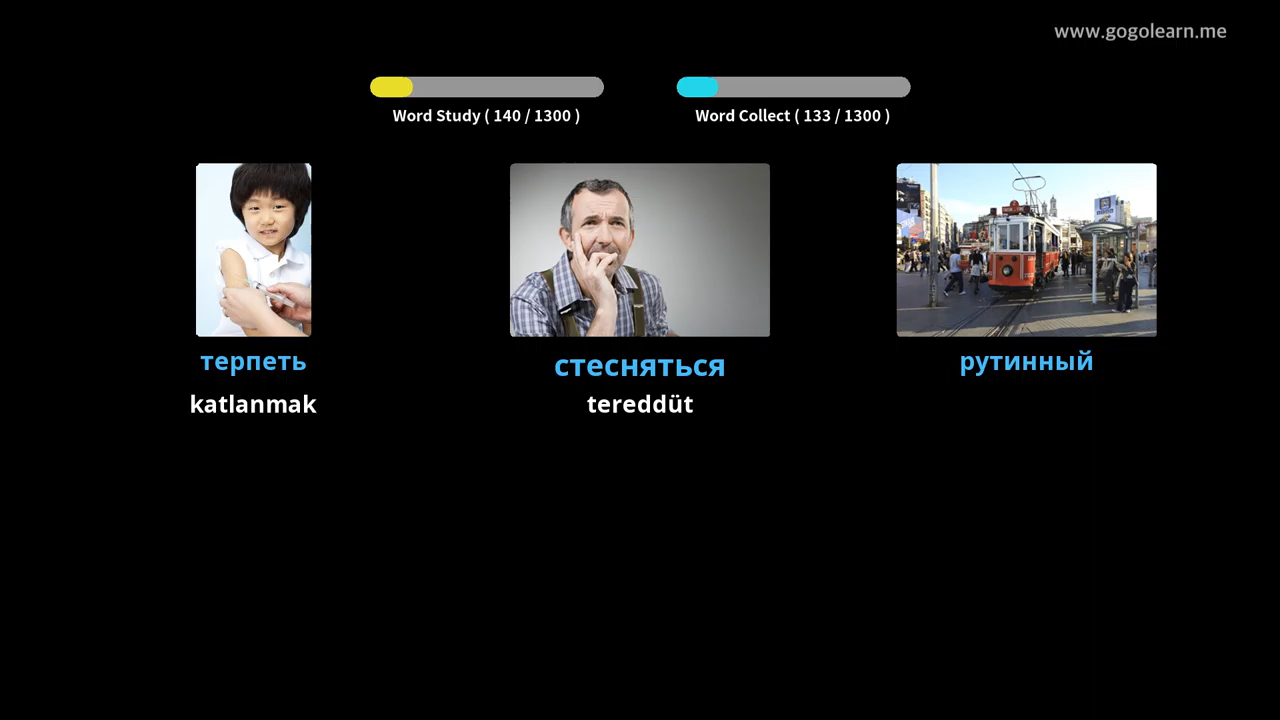 www.gogolearn.me
Word Study ( 140 / 1300 )
Word Collect ( 133 / 1300 )
терпеть
стесняться
рутинный
katlanmak
tereddüt